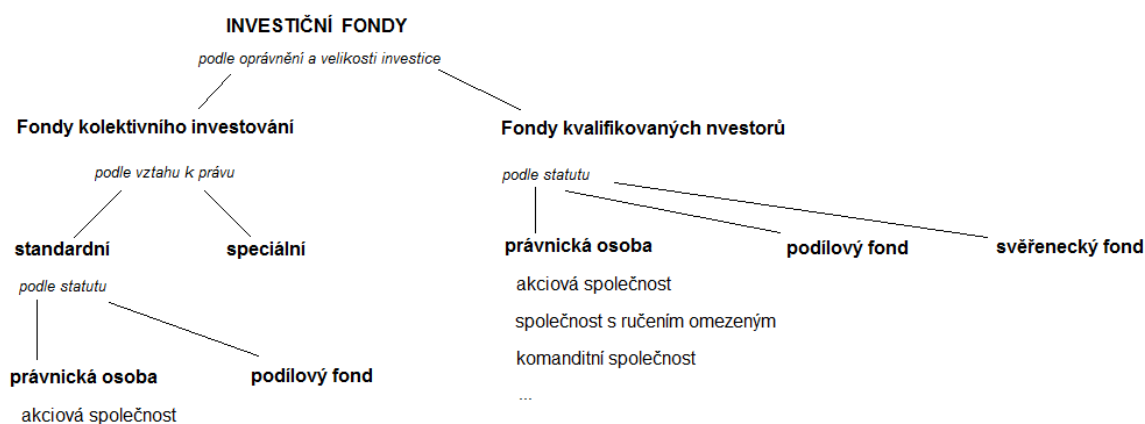 INVESTIČNÍ FONDY
podle oprávnění a velikosti investice
Fondy kolektivního investování
Fondy kvalifikovaných nvestorů
podle vztahu k právu
podle statutu
standardní
speciální
právnická osoba
podílový fond
svěřenecký fond
podle statutu
akciová společnost
společnost s ručením omezeným
komanditní společnost
...
právnická osoba
podílový fond
akciová společnost